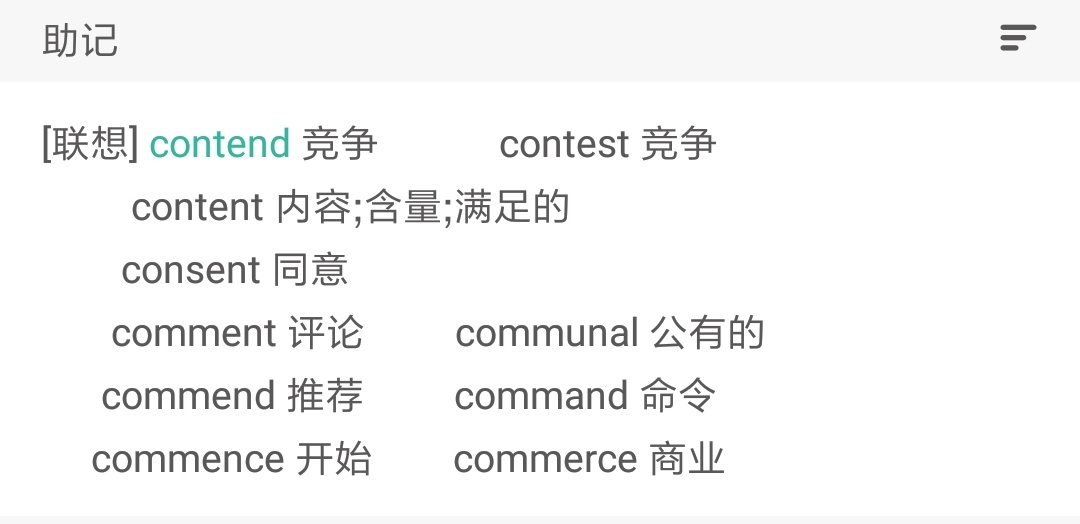 助记
[联想] contend 竞争 contest 竞争
content 内容;含量;满足的
consent 同意
comment 评论 communal 公有的
commend 推荐 command 命令
commence 开始 commerce 商业